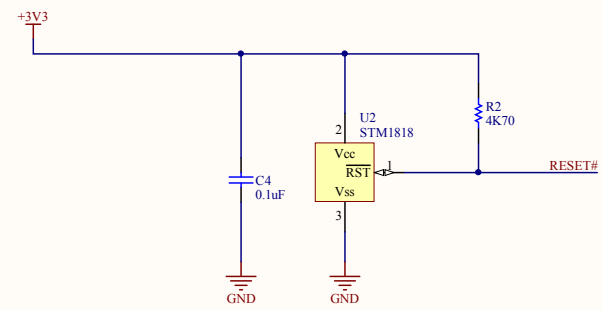 +3V3
U2
STM1818
2
Vcc
RST
1
Vss
3
C4
0.1uF
R2
4K70
RESET#
GND
GND